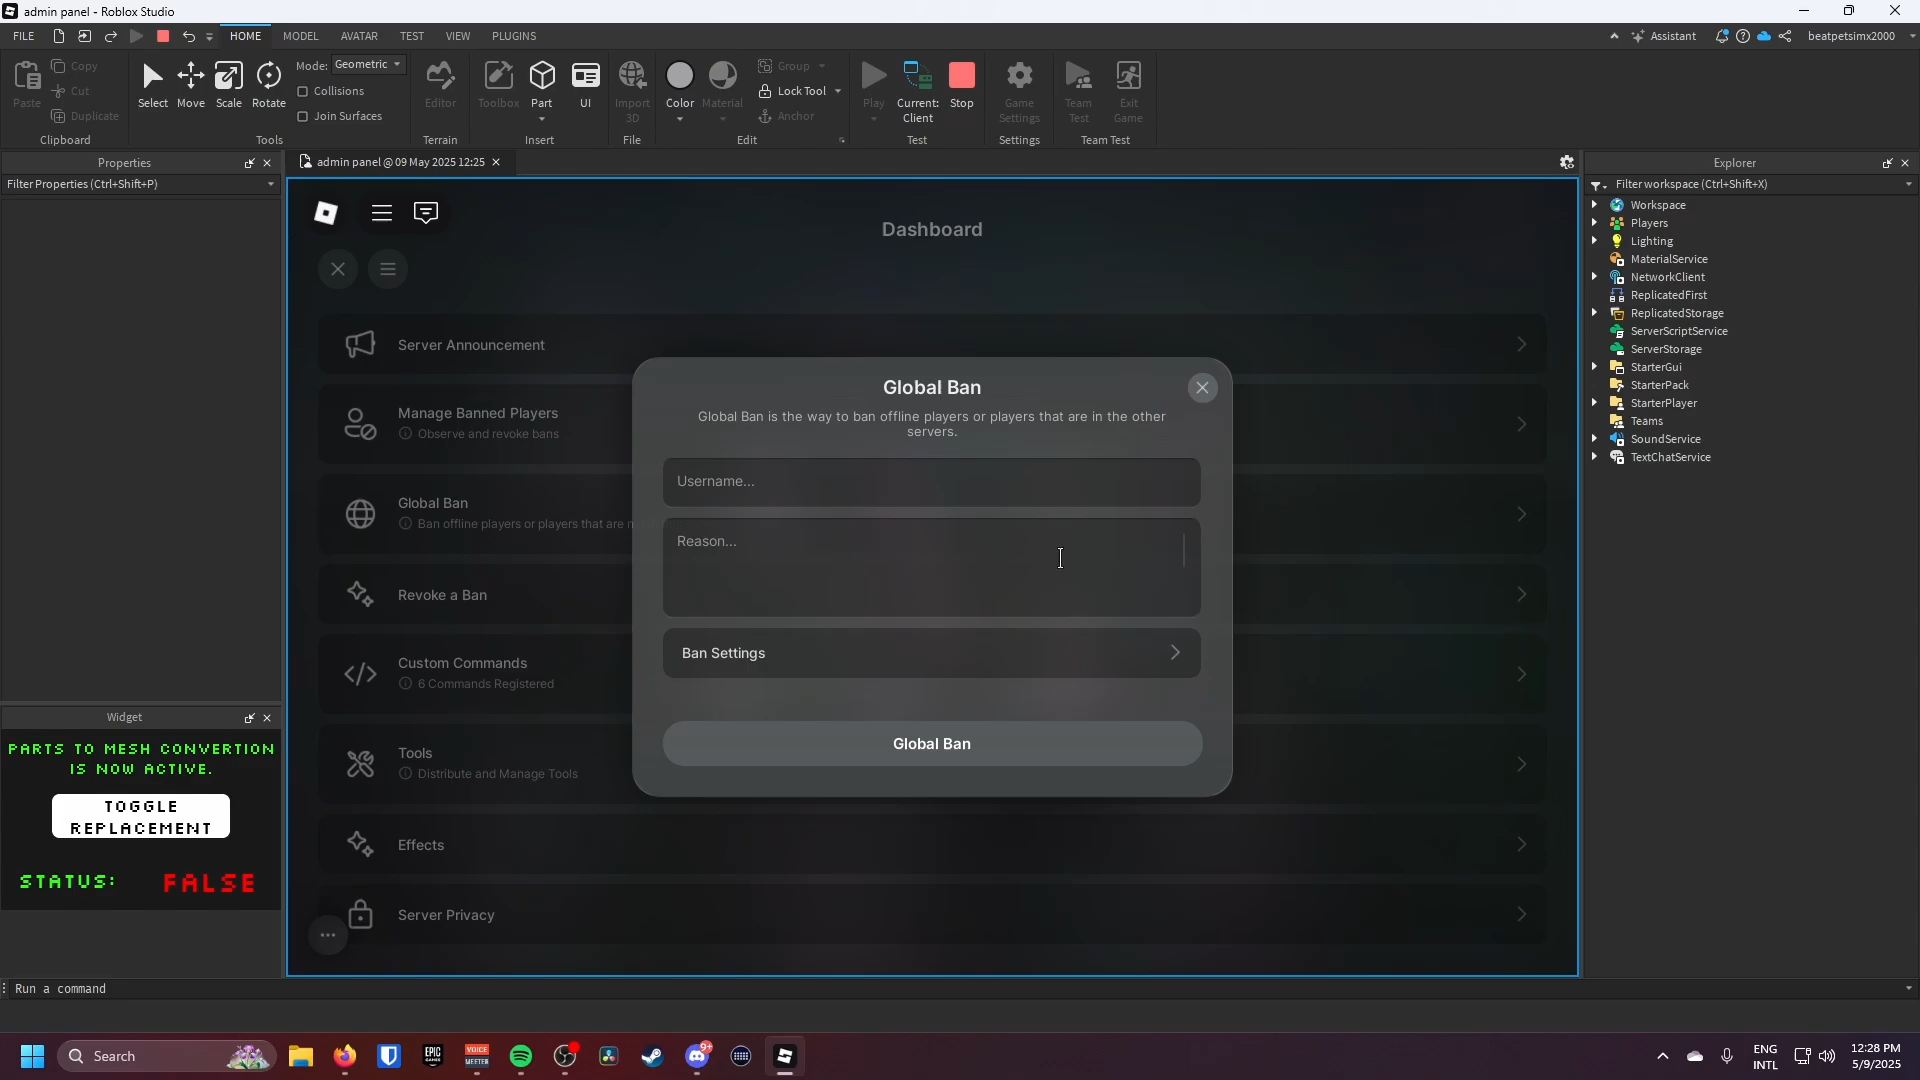 admin panel - Roblox Studio
FILE
HOME
MODEL
AVATAR
TEST
VIEW
PLUGINS
Assistant
beatpetsimx2000
Paste
Copy
Cut
Duplicate
Clipboard
Select
Move
Scale
Rotate
Mode: Geometric
Collisions
Join Surfaces
Tools
Editor
Terrain
Toolbox
Part
UI
Insert
Import
3D
File
Color
Material
Group
Lock Tool
Anchor
Edit
Play
Current:
Client
Stop
Test
Game
Settings
Settings
Team
Test
Exit
Game
Team Test
Properties
Filter Properties (Ctrl+Shift+P)
admin panel @ 09 May 2025 12:25
Dashboard
Server Announcement
Manage Banned Players
Observe and revoke bans
Global Ban
Ban offline players or players that are
Revoke a Ban
Custom Commands
6 Commands Registered
Tools
Distribute and Manage Tools
Effects
Server Privacy
Global Ban
Global Ban is the way to ban offline players or players that are in the other
servers.
Username...
Reason...
Ban Settings
Global Ban
Explorer
Filter workspace (Ctrl+Shift+X)
Workspace
Players
Lighting
MaterialService
NetworkClient
ReplicatedFirst
ReplicatedStorage
ServerScriptService
ServerStorage
StarterGui
StarterPack
StarterPlayer
Teams
SoundService
TextChatService
Widget
PARTS TO MESH CONVERTION
IS NOW ACTIVE.
TOGGLE
REPLACEMENT
STATUS: FALSE
Run a command
Search
EPIC
GAMES
VOICE
MEETER
9+
ENG
INTL
12:28 PM
5/9/2025